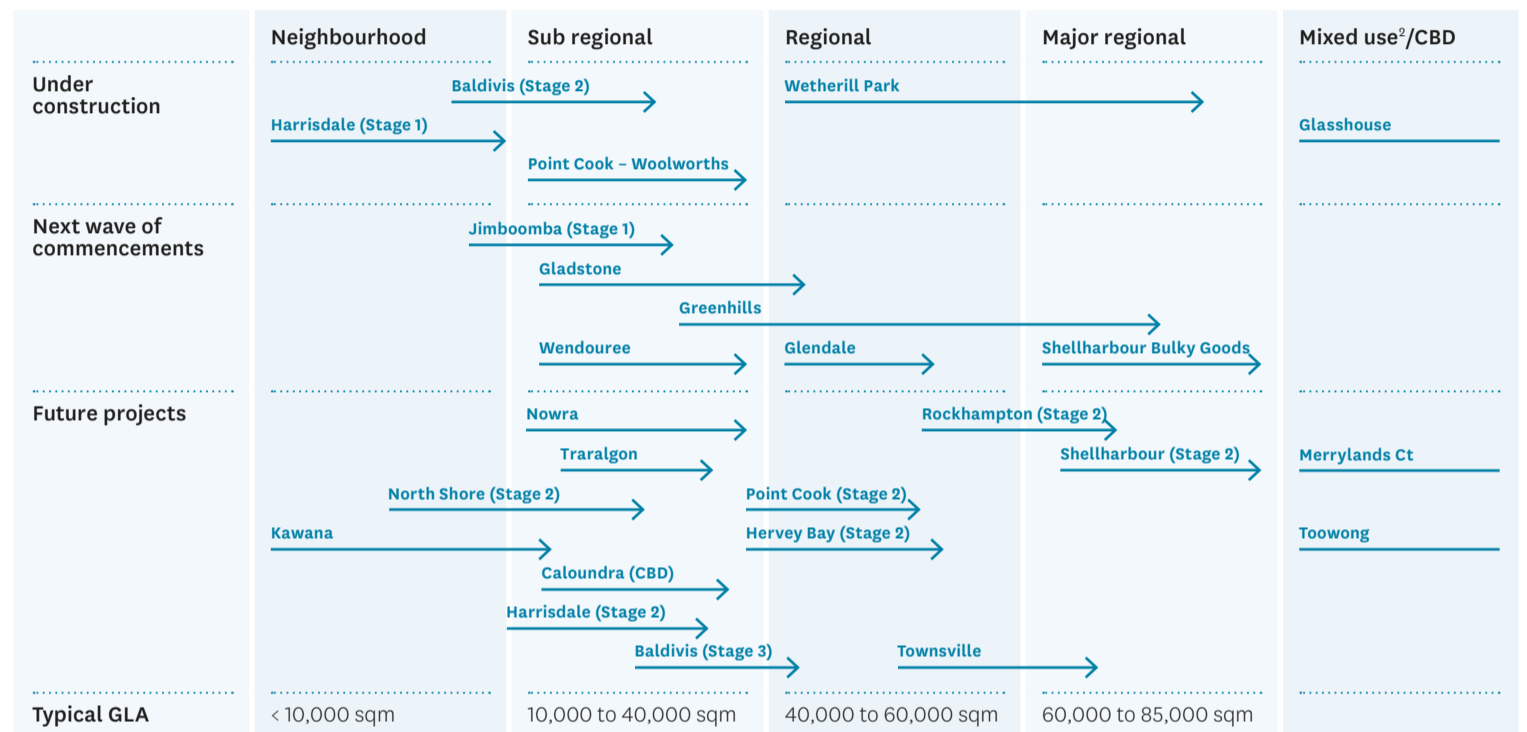 Neighbourhood Sub regional Regional Major regional Mixed use²/CBD
Under
construction
Baldivis (Stage 2) Wetherill Park
Harrisdale (Stage 1) Glasshouse
Point Cook – Woolworths
Next wave of
commencements
Jimboomba (Stage 1)
Gladstone
Greenhills
Wendouree Glendale Shellharbour Bulky Goods
Future projects
Nowra Rockhampton (Stage 2)
Traralgon Shellharbour (Stage 2) Merrylands Ct
North Shore (Stage 2) Point Cook (Stage 2)
Kawana Hervey Bay (Stage 2) Toowong
Caloundra (CBD)
Harrisdale (Stage 2)
Baldivis (Stage 3) Townsville
Typical GLA < 10,000 sqm 10,000 to 40,000 sqm 40,000 to 60,000 sqm 60,000 to 85,000 sqm